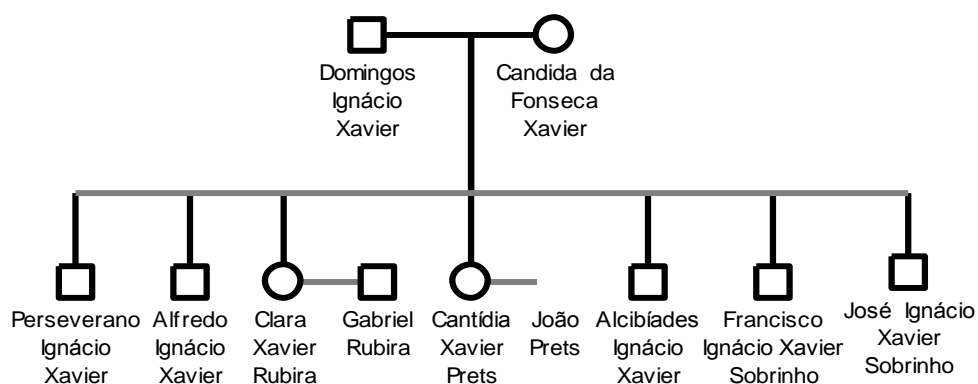 Domingos
Ignácio
Xavier
Candida da
Fonseca
Xavier
Perseverano
Ignácio
Xavier
Alfredo
Ignácio
Xavier
Clara
Xavier
Rubira
Gabriel
Rubira
Cantídia
Xavier
Prets
João
Prets
Alcibíades
Ignácio
Xavier
Francisco
Ignácio Xavier
Sobrinho
José Ignácio
Xavier
Sobrinho